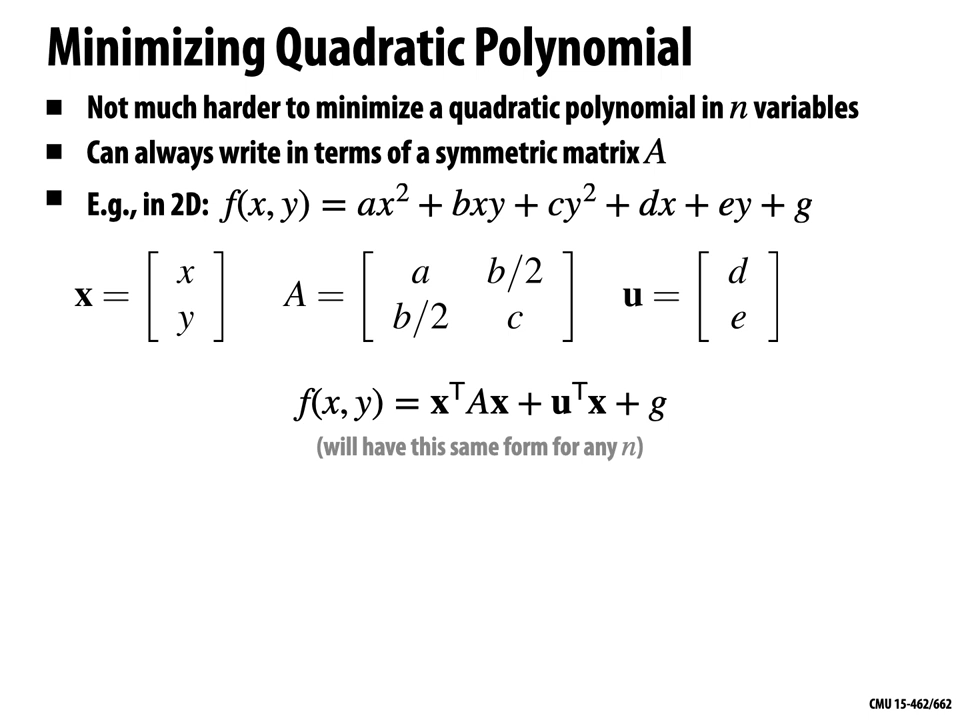 Minimizing Quadratic Polynomial
■ Not much harder to minimize a quadratic polynomial in n variables
■ Can always write in terms of a symmetric matrix A
■ E.g., in 2D: f(x, y) = ax² + bxy + cy² + dx + ey + g
x = [ x y ] A = [ a b/2 b/2 c ] u = [ d e ]
f(x, y) = xᵀAx + uᵀx + g
(will have this same form for any n)
CMU 15-462/662